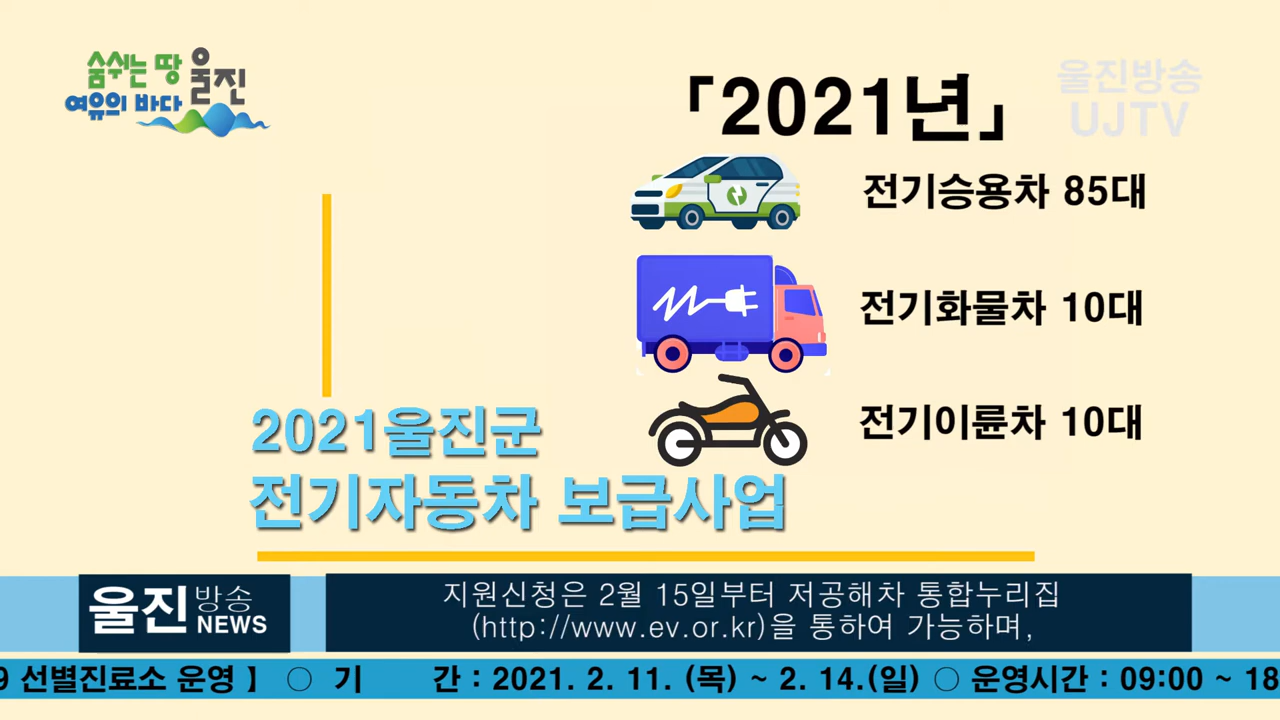 숨쉬는 땅 울진
여유의 바다
「2021년」
울진방송
UJTV
전기승용차 85대
전기화물차 10대
전기이륜차 10대
2021울진군
전기자동차 보급사업
울진 방송
NEWS
지원신청은 2월 15일부터 저공해차 통합누리집
(http://www.ev.or.kr)을 통하여 가능하며,
9 선별진료소 운영 】 ○ 기 간 : 2021. 2. 11. (목) ~ 2. 14.(일) ○ 운영시간 : 09:00 ~ 18